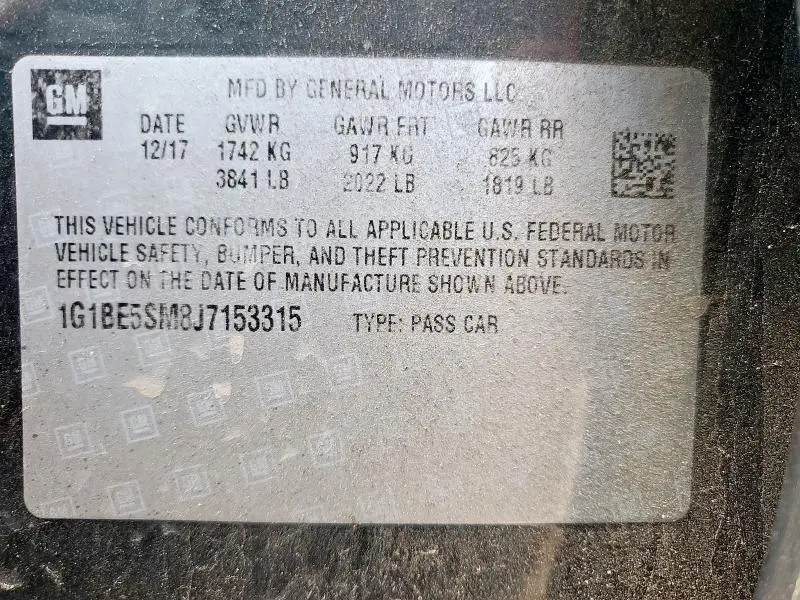 GM
MFD BY GENERAL MOTORS LLC
DATE GVWR GAWR FRT GAWR RR
12/17 1742 KG 917 KG 825 KG
3841 LB 2022 LB 1819 LB
THIS VEHICLE CONFORMS TO ALL APPLICABLE U.S. FEDERAL MOTOR
VEHICLE SAFETY, BUMPER, AND THEFT PREVENTION STANDARDS IN
EFFECT ON THE DATE OF MANUFACTURE SHOWN ABOVE.
1G1BE5SM8J7153315 TYPE: PASS CAR